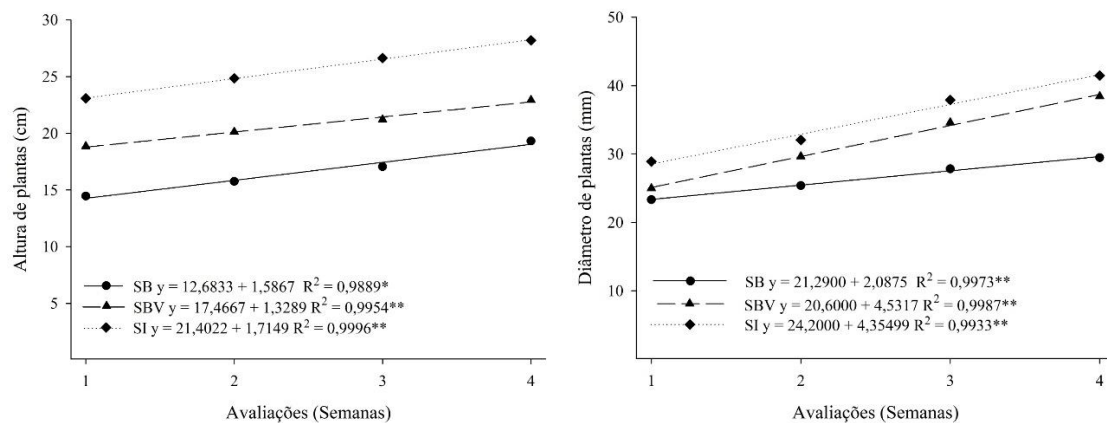 30
25
20
15
10
5
Altura de plantas (cm)
SB y = 12,6833 + 1,5867 R² = 0,9889*
SBV y = 17,4667 + 1,3289 R² = 0,9954**
SI y = 21,4022 + 1,7149 R² = 0,9996**
1 2 3 4
Avaliações (Semanas)
50
40
30
20
10
Diâmetro de plantas (mm)
SB y = 21,2900 + 2,0875 R² = 0,9973**
SBV y = 20,6000 + 4,5317 R² = 0,9987**
SI y = 24,2000 + 4,35499 R² = 0,9933**
1 2 3 4
Avaliações (Semanas)